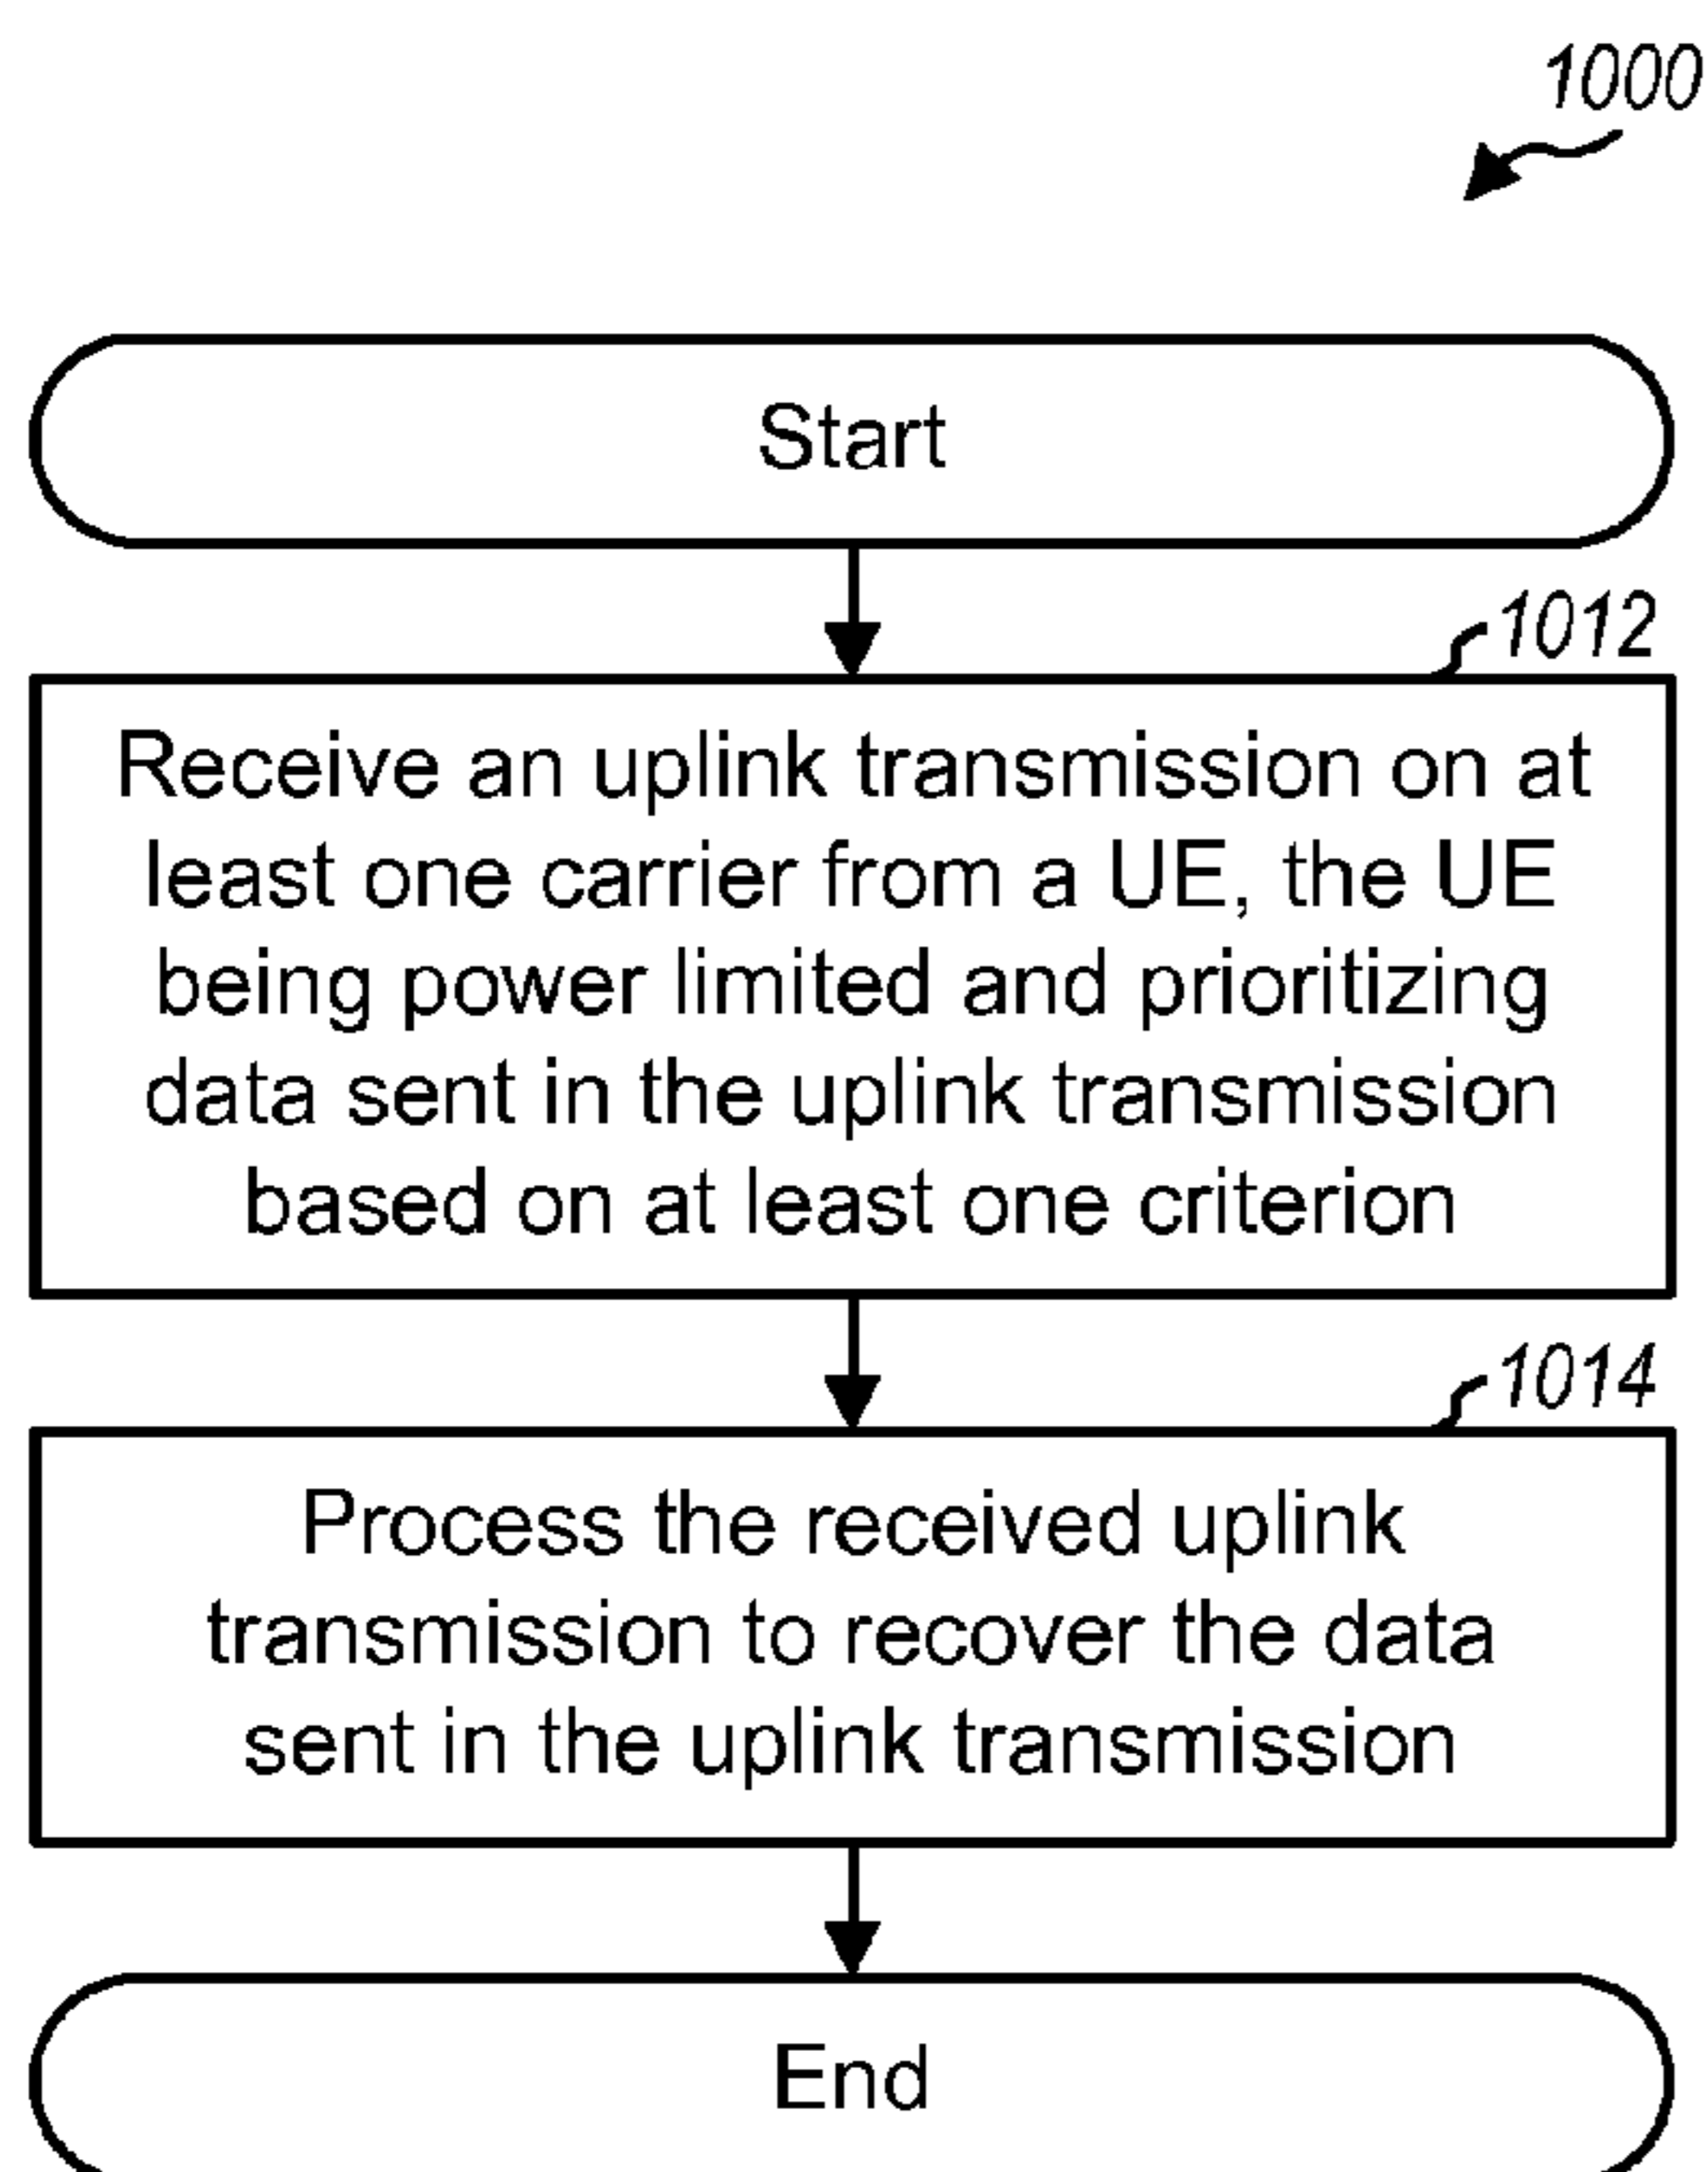 1000
Start
1012
Receive an uplink transmission on at
least one carrier from a UE, the UE
being power limited and prioritizing
data sent in the uplink transmission
based on at least one criterion
1014
Process the received uplink
transmission to recover the data
sent in the uplink transmission
End